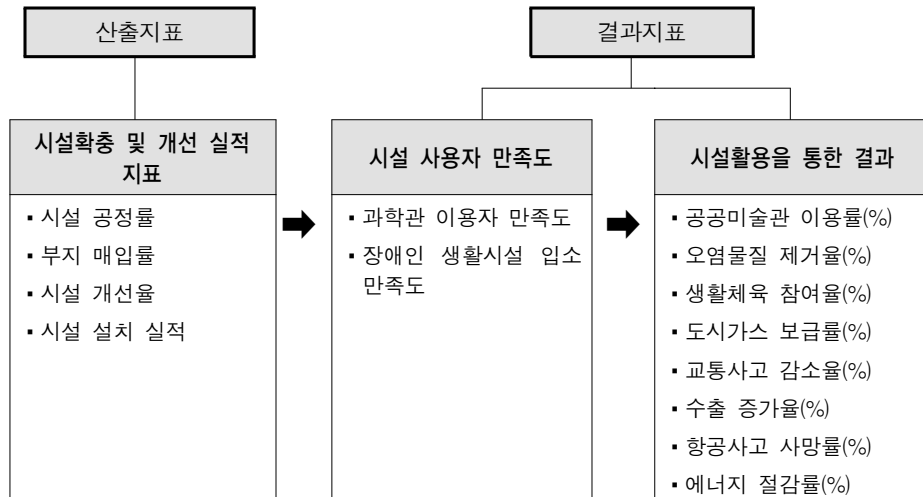 산출지표
결과지표
시설확충 및 개선 실적
지표
▪ 시설 공정률
▪ 부지 매입률
▪ 시설 개선율
▪ 시설 설치 실적
시설 사용자 만족도
▪ 과학관 이용자 만족도
▪ 장애인 생활시설 입소
만족도
시설활용을 통한 결과
▪ 공공미술관 이용률(%)
▪ 오염물질 제거율(%)
▪ 생활체육 참여율(%)
▪ 도시가스 보급률(%)
▪ 교통사고 감소율(%)
▪ 수출 증가율(%)
▪ 항공사고 사망률(%)
▪ 에너지 절감률(%)